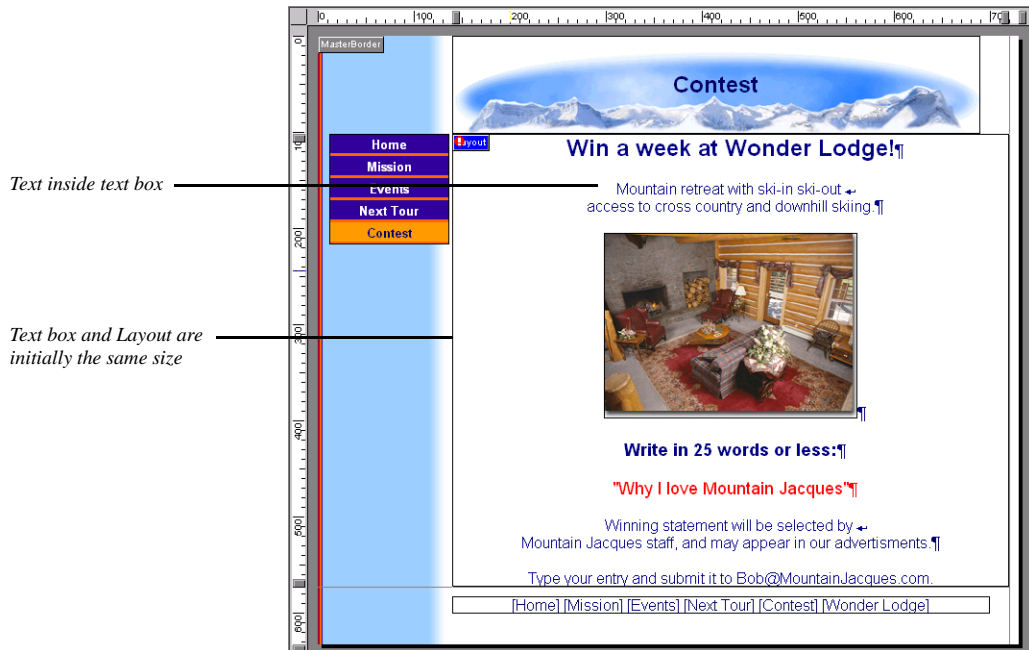 0 100 200 300 400 500 600 700
MasterBorder
0 100 200 300 400 500 600
Contest
Home
Mission
Events
Next Tour
Contest
Layout
Win a week at Wonder Lodge!¶
Text inside text box
Mountain retreat with ski-in ski-out ↵
access to cross country and downhill skiing.¶
Text box and Layout are
initially the same size
¶
Write in 25 words or less:¶
"Why I love Mountain Jacques"¶
Winning statement will be selected by ↵
Mountain Jacques staff, and may appear in our advertisments.¶
Type your entry and submit it to Bob@MountainJacques.com.
[Home] [Mission] [Events] [Next Tour] [Contest] [Wonder Lodge]